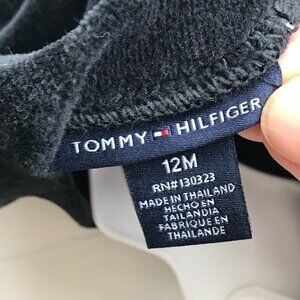 TOMMY HILFIGER
12M
RN#130323
MADE IN THAILAND
HECHO EN
TAILANDIA
FABRIQUE EN
THAILANDE